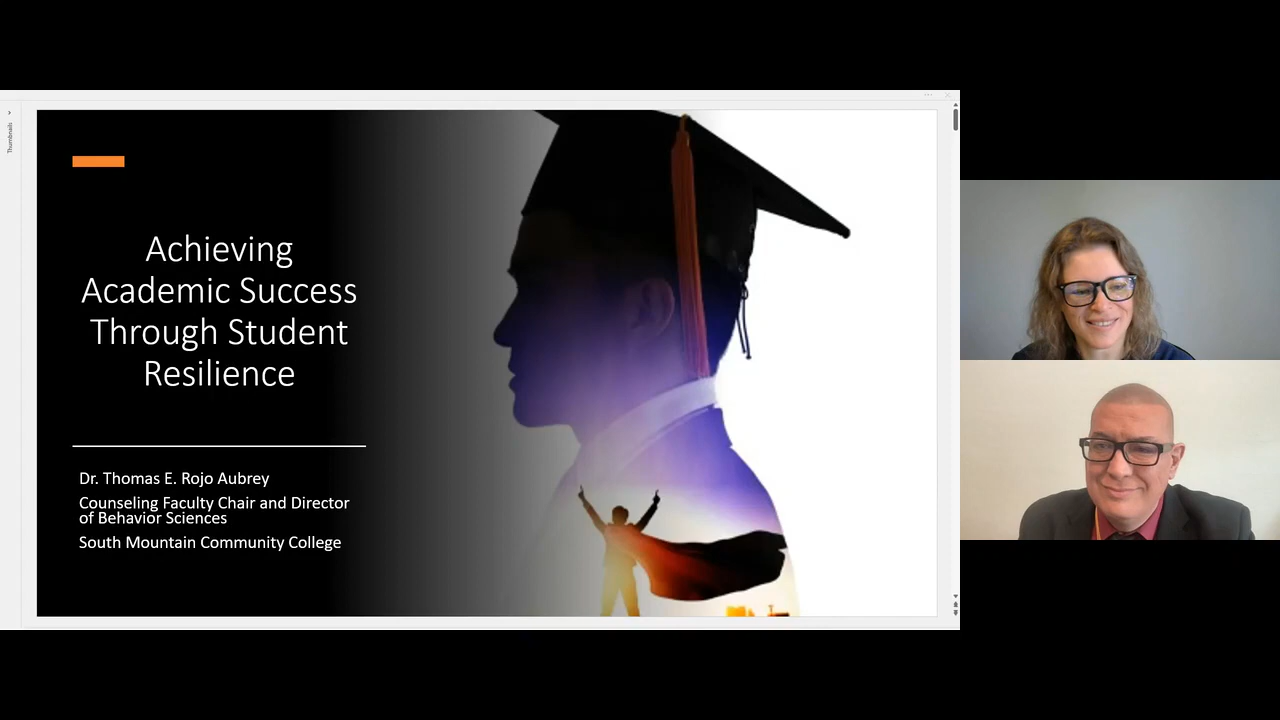 Thumbnails
Achieving
Academic Success
Through Student
Resilience
Dr. Thomas E. Rojo Aubrey
Counseling Faculty Chair and Director
of Behavior Sciences
South Mountain Community College